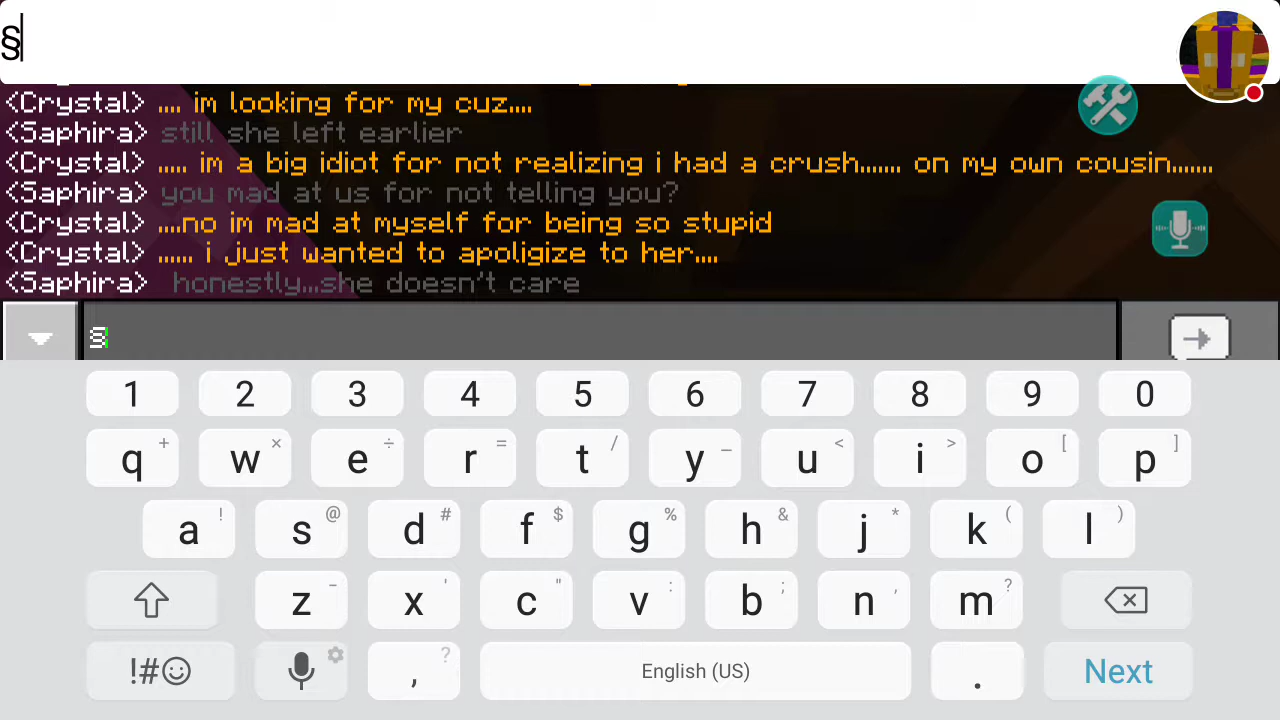 §
<Crystal> .... im looking for my cuz....
<Saphira> still she left earlier
<Crystal> ..... im a big idiot for not realizing i had a crush....... on my own cousin.......
<Saphira> you mad at us for not telling you?
<Crystal> ....no im mad at myself for being so stupid
<Crystal> ...... i just wanted to apoligize to her....
<Saphira> honestly...she doesn't care
§
1 2 3 4 5 6 7 8 9 0
q + w × e ÷ r = t / y _ u < i > o [ p ]
a ! s @ d # f $ g % h & j * k ( l )
z - x ' c " v : b ; n , m ?
!#☺ , ? English (US) . Next